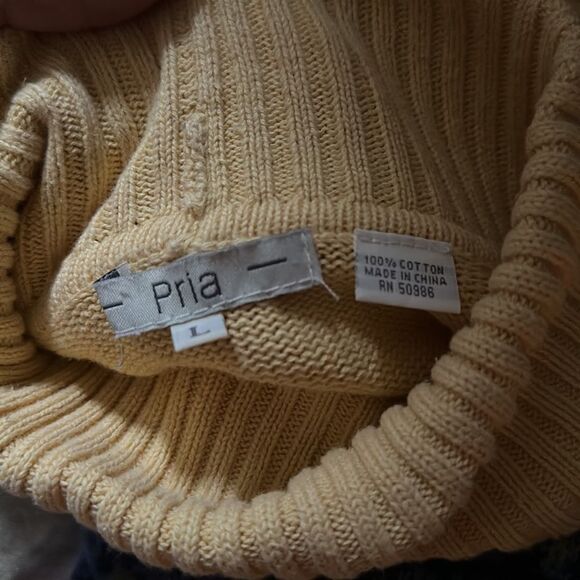 — Pria —
L
100% COTTON
MADE IN CHINA
RN 50986